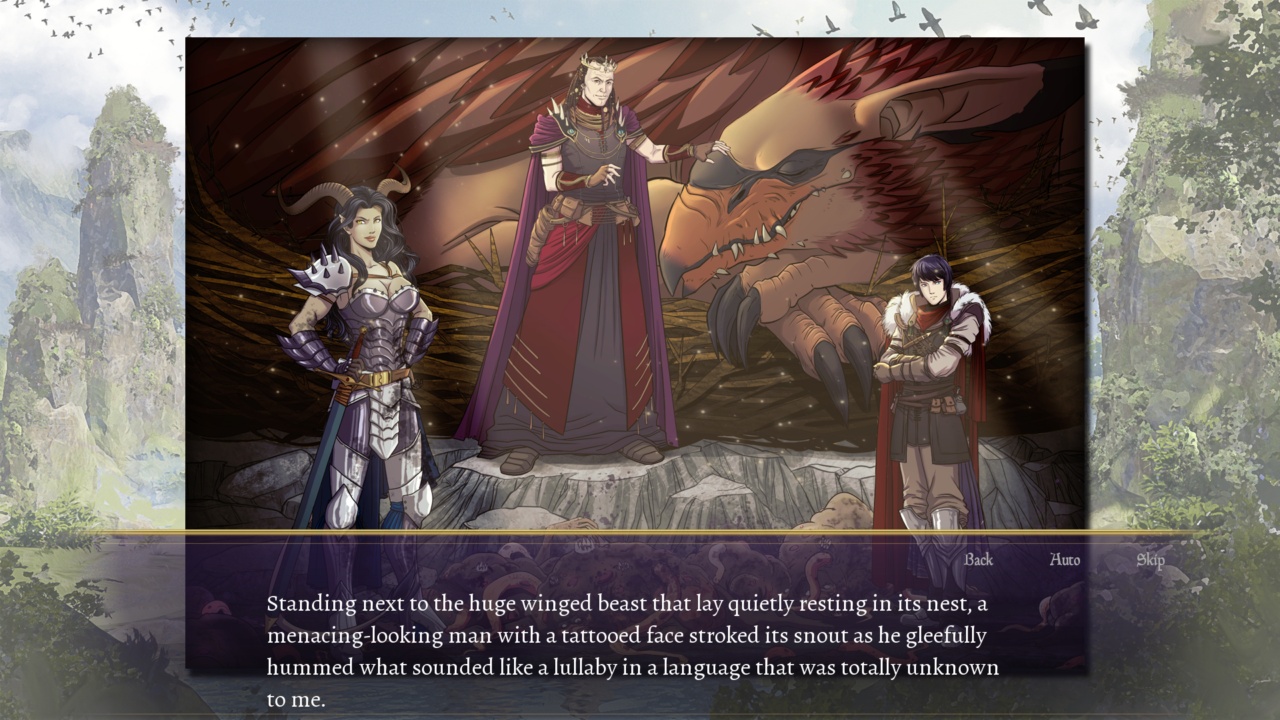 Back Auto Skip
Standing next to the huge winged beast that lay quietly resting in its nest, a
menacing-looking man with a tattooed face stroked its snout as he gleefully
hummed what sounded like a lullaby in a language that was totally unknown
to me.